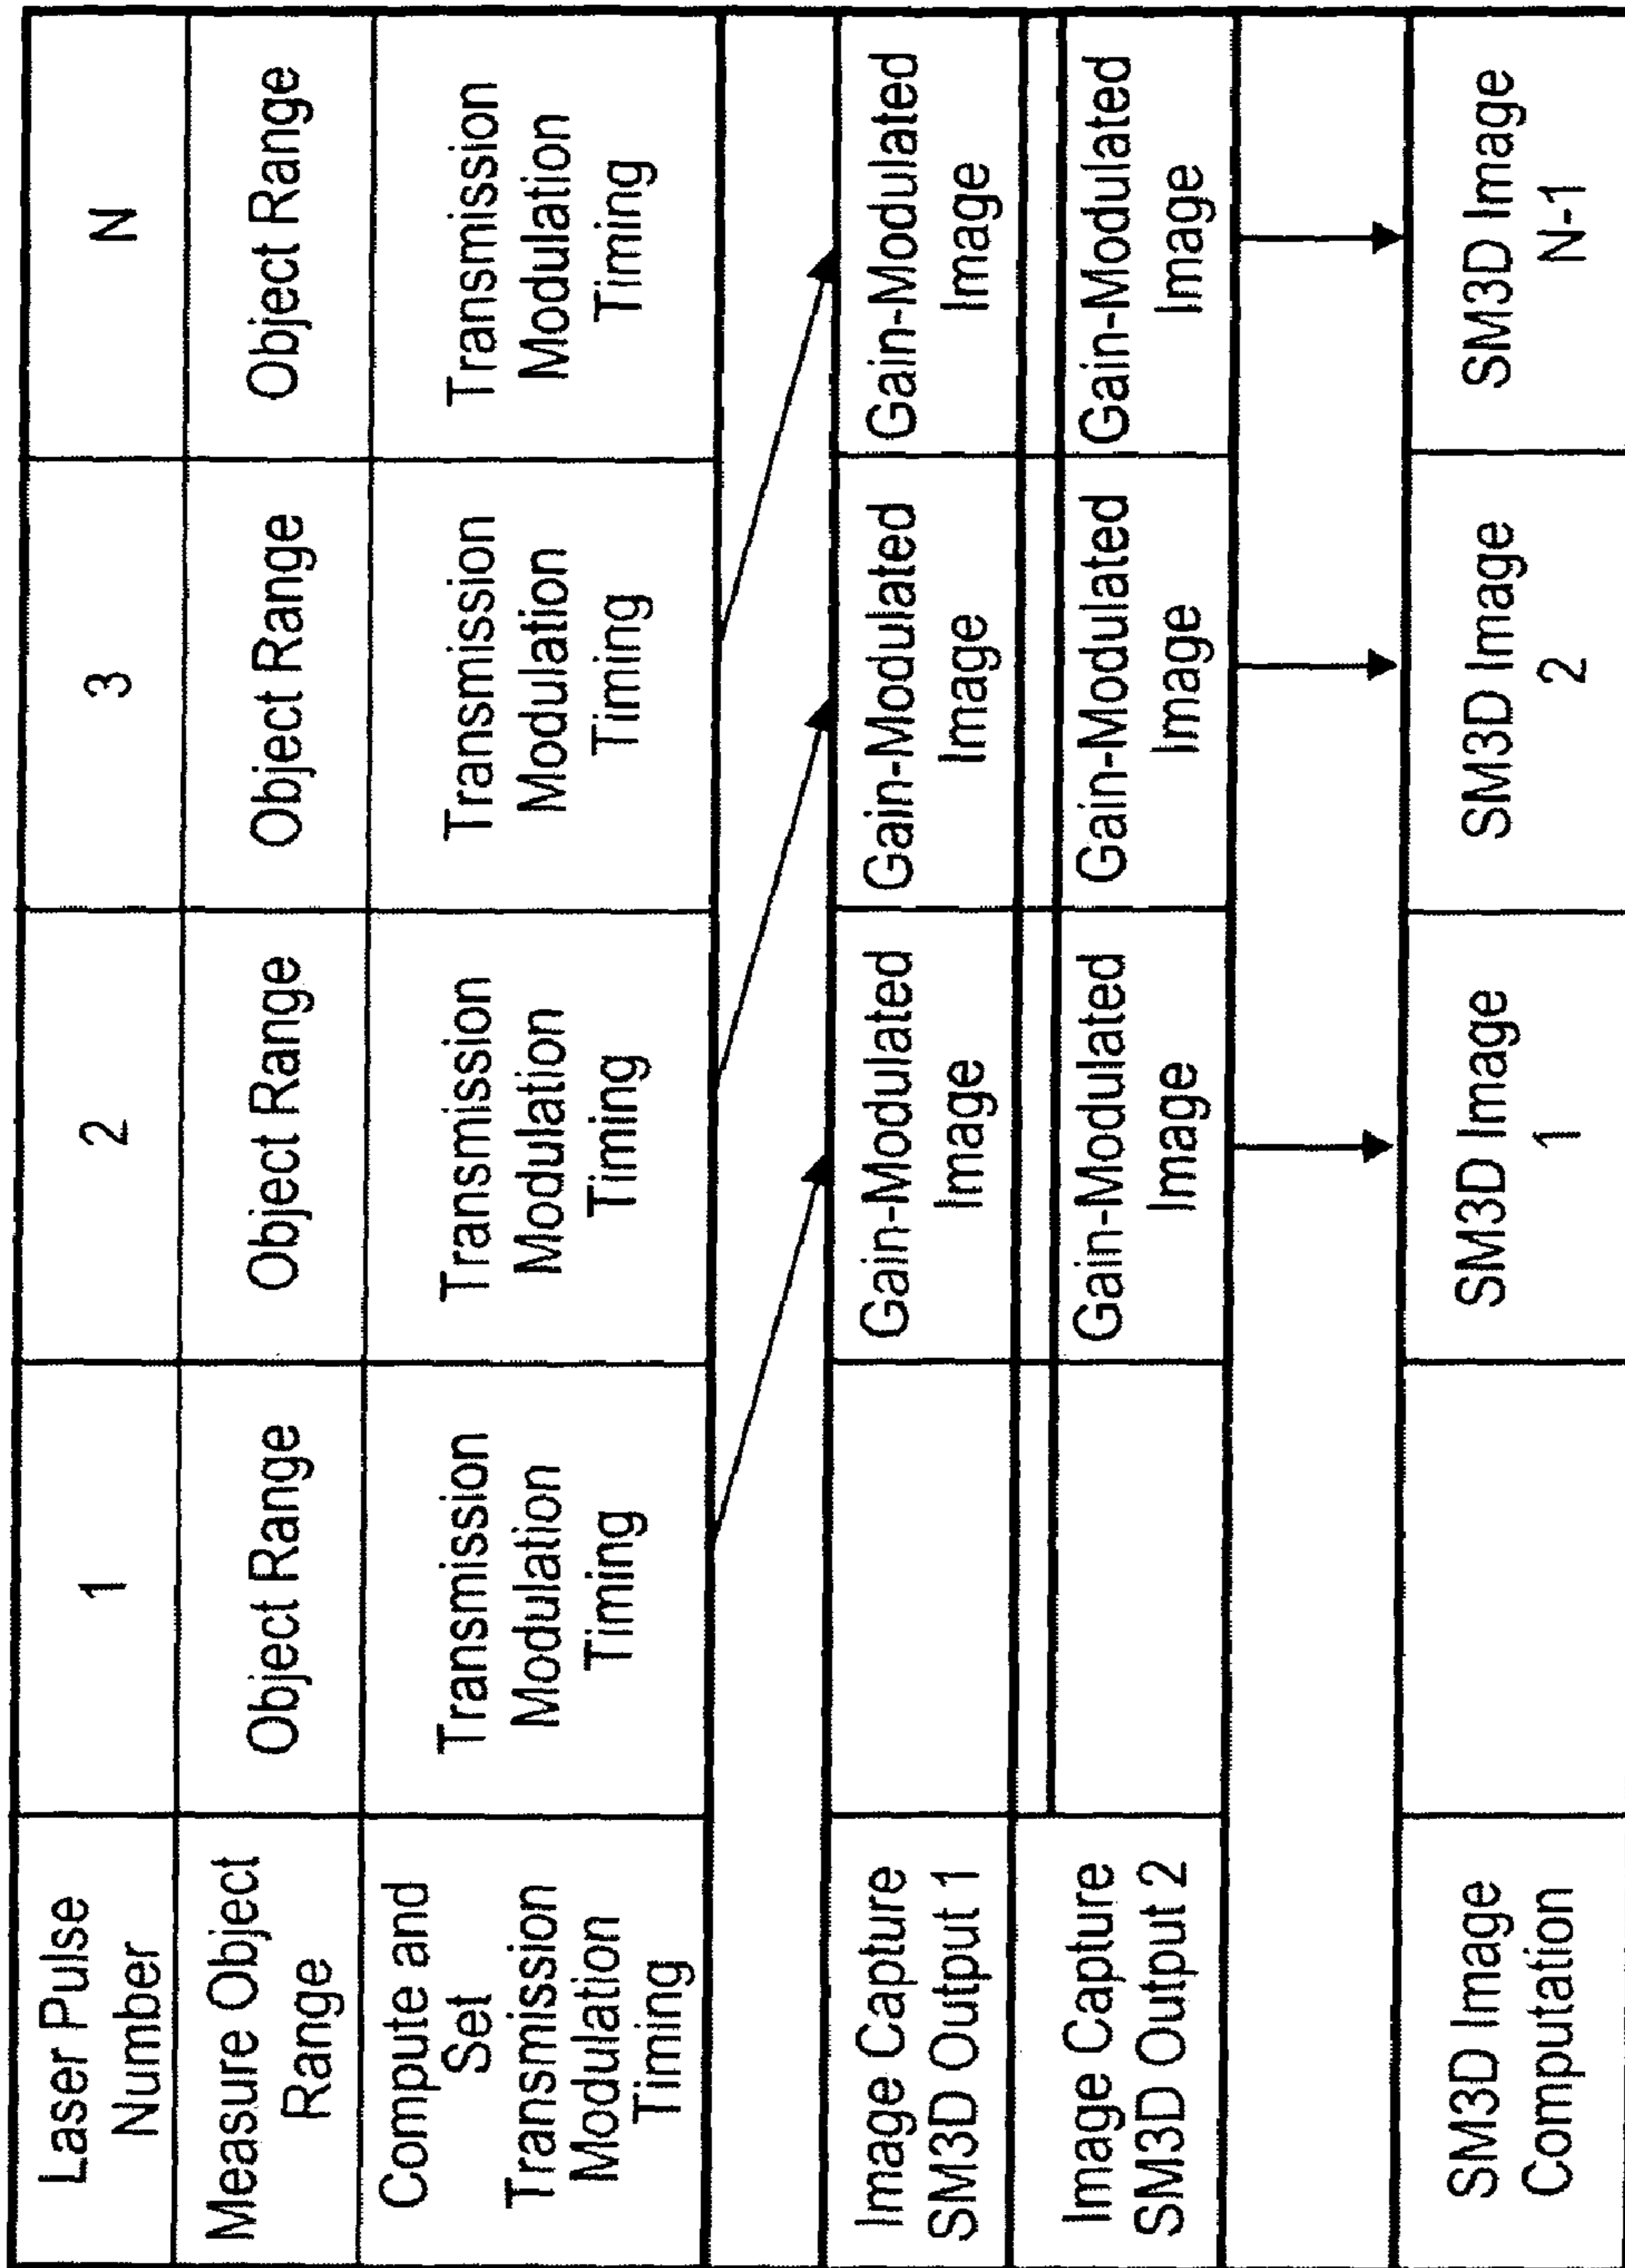 Laser Pulse
Number
1
2
3
N
Measure Object
Range
Object Range
Object Range
Object Range
Object Range
Compute and
Set
Transmission
Modulation
Timing
Transmission
Modulation
Timing
Transmission
Modulation
Timing
Transmission
Modulation
Timing
Transmission
Modulation
Timing
Image Capture
SM3D Output 1
Gain-Modulated
Image
Gain-Modulated
Image
Gain-Modulated
Image
Image Capture
SM3D Output 2
Gain-Modulated
Image
Gain-Modulated
Image
Gain-Modulated
Image
SM3D Image
Computation
SM3D Image
1
SM3D Image
2
SM3D Image
N-1